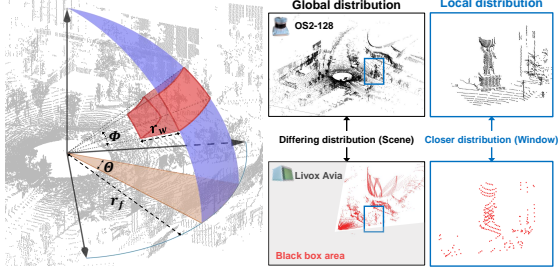 Global distribution
Local distribution
OS2-128
Φ
r_w
Θ
r_f
Differing distribution (Scene)
Closer distribution (Window)
Livox Avia
Black box area